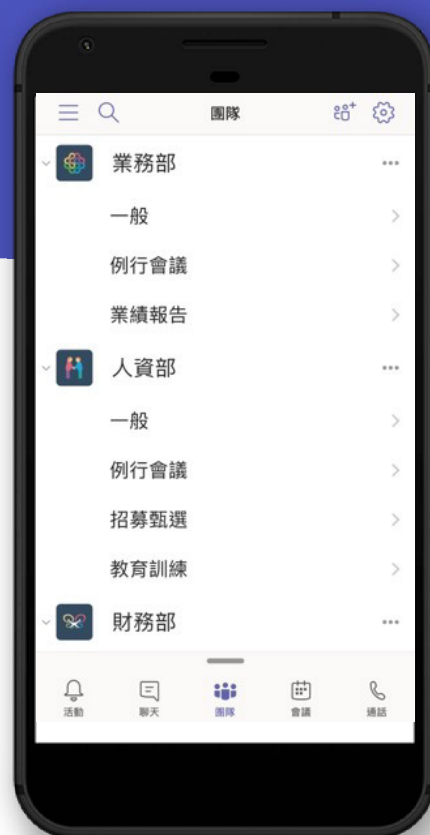 團隊
業務部
一般
例行會議
業績報告
人資部
一般
例行會議
招募甄選
教育訓練
財務部
活動 聊天 團隊 會議 通話